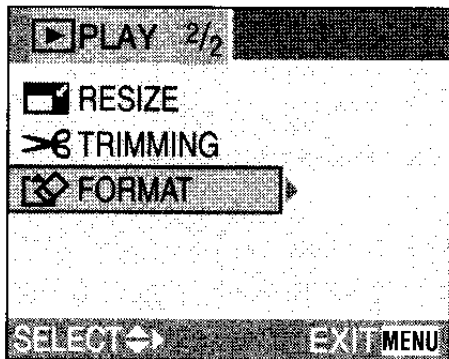 PLAY 2/2
RESIZE
TRIMMING
FORMAT
SELECT EXIT MENU